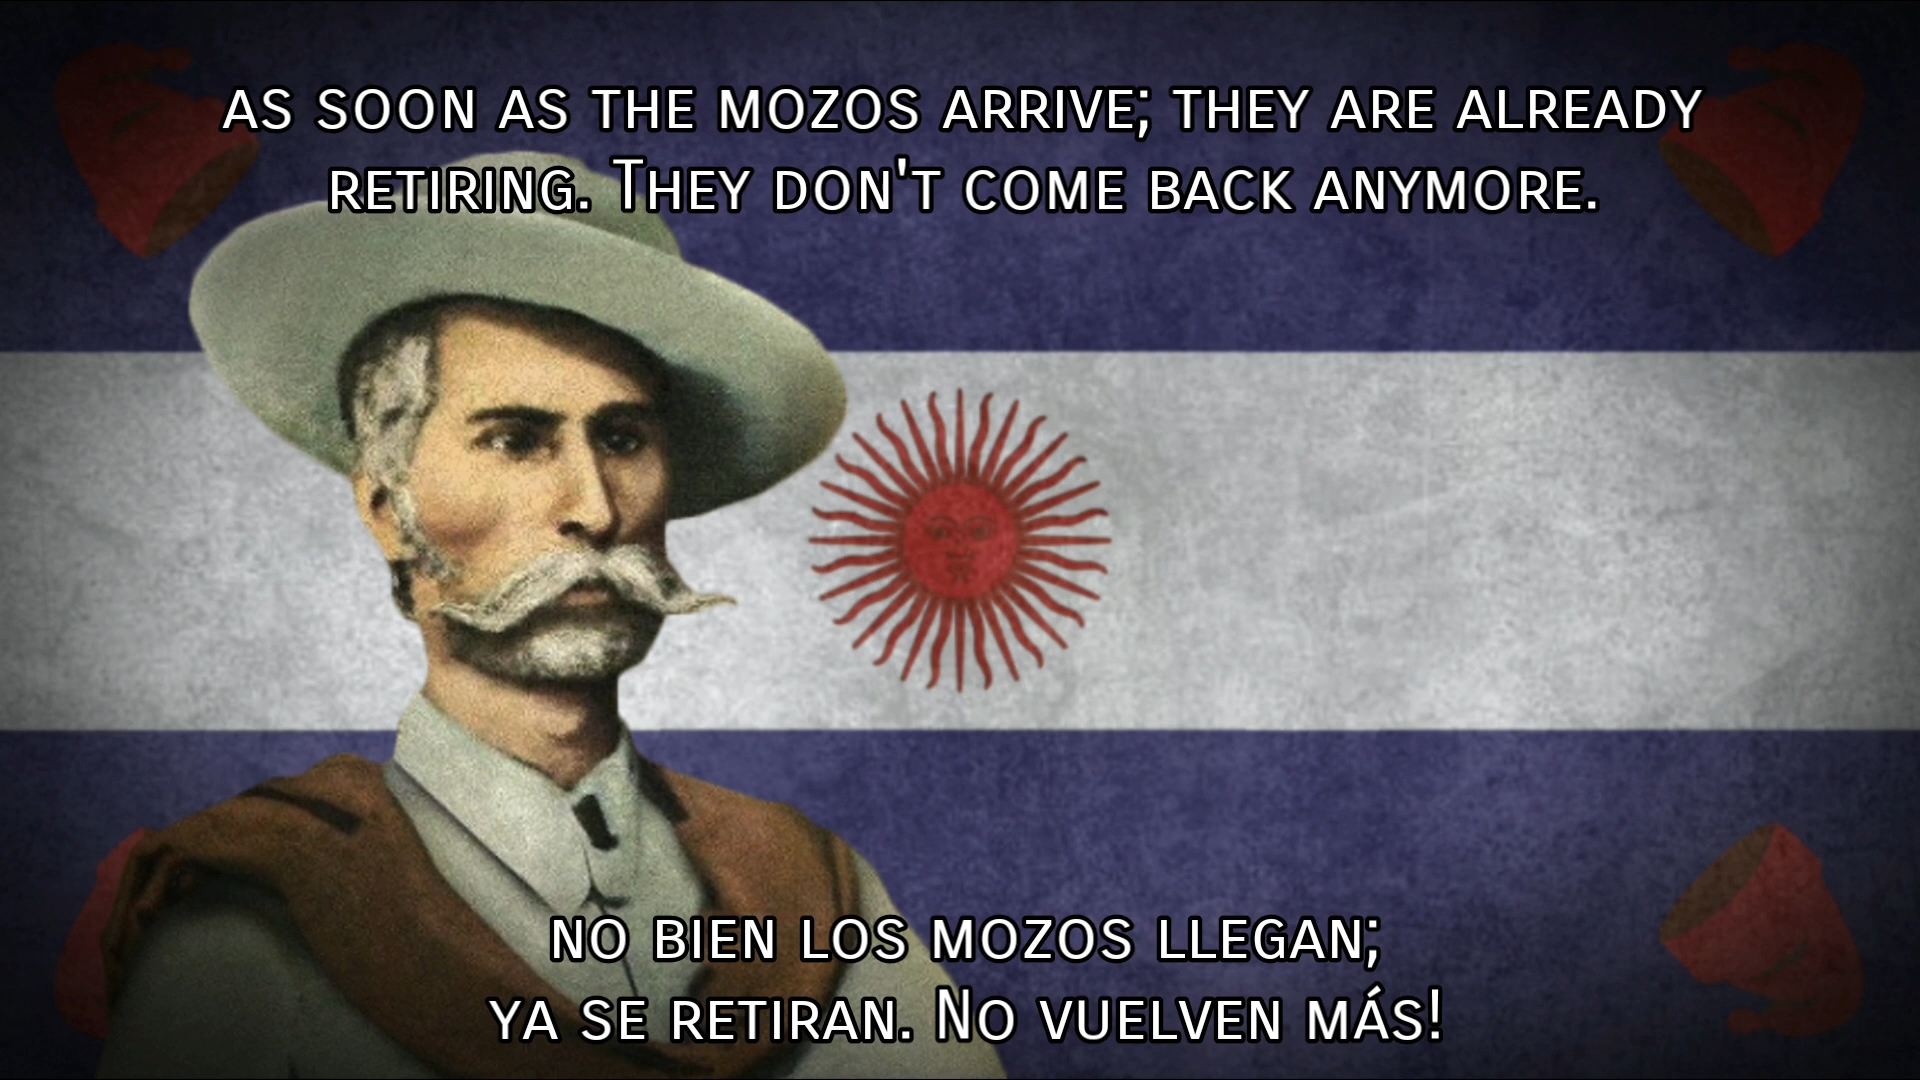 AS SOON AS THE MOZOS ARRIVE; THEY ARE ALREADY
RETIRING. THEY DON'T COME BACK ANYMORE.
NO BIEN LOS MOZOS LLEGAN;
YA SE RETIRAN. NO VUELVEN MÁS!